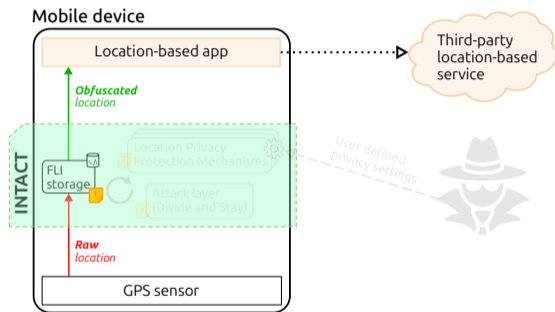 Mobile device
Location-based app
Third-party
location-based
service
Obfuscated
location
INTACT
FLI
storage
Location Privacy
Protection Mechanisms
Attack layer
(Divide and Stay)
User defined
privacy settings
Raw
location
GPS sensor